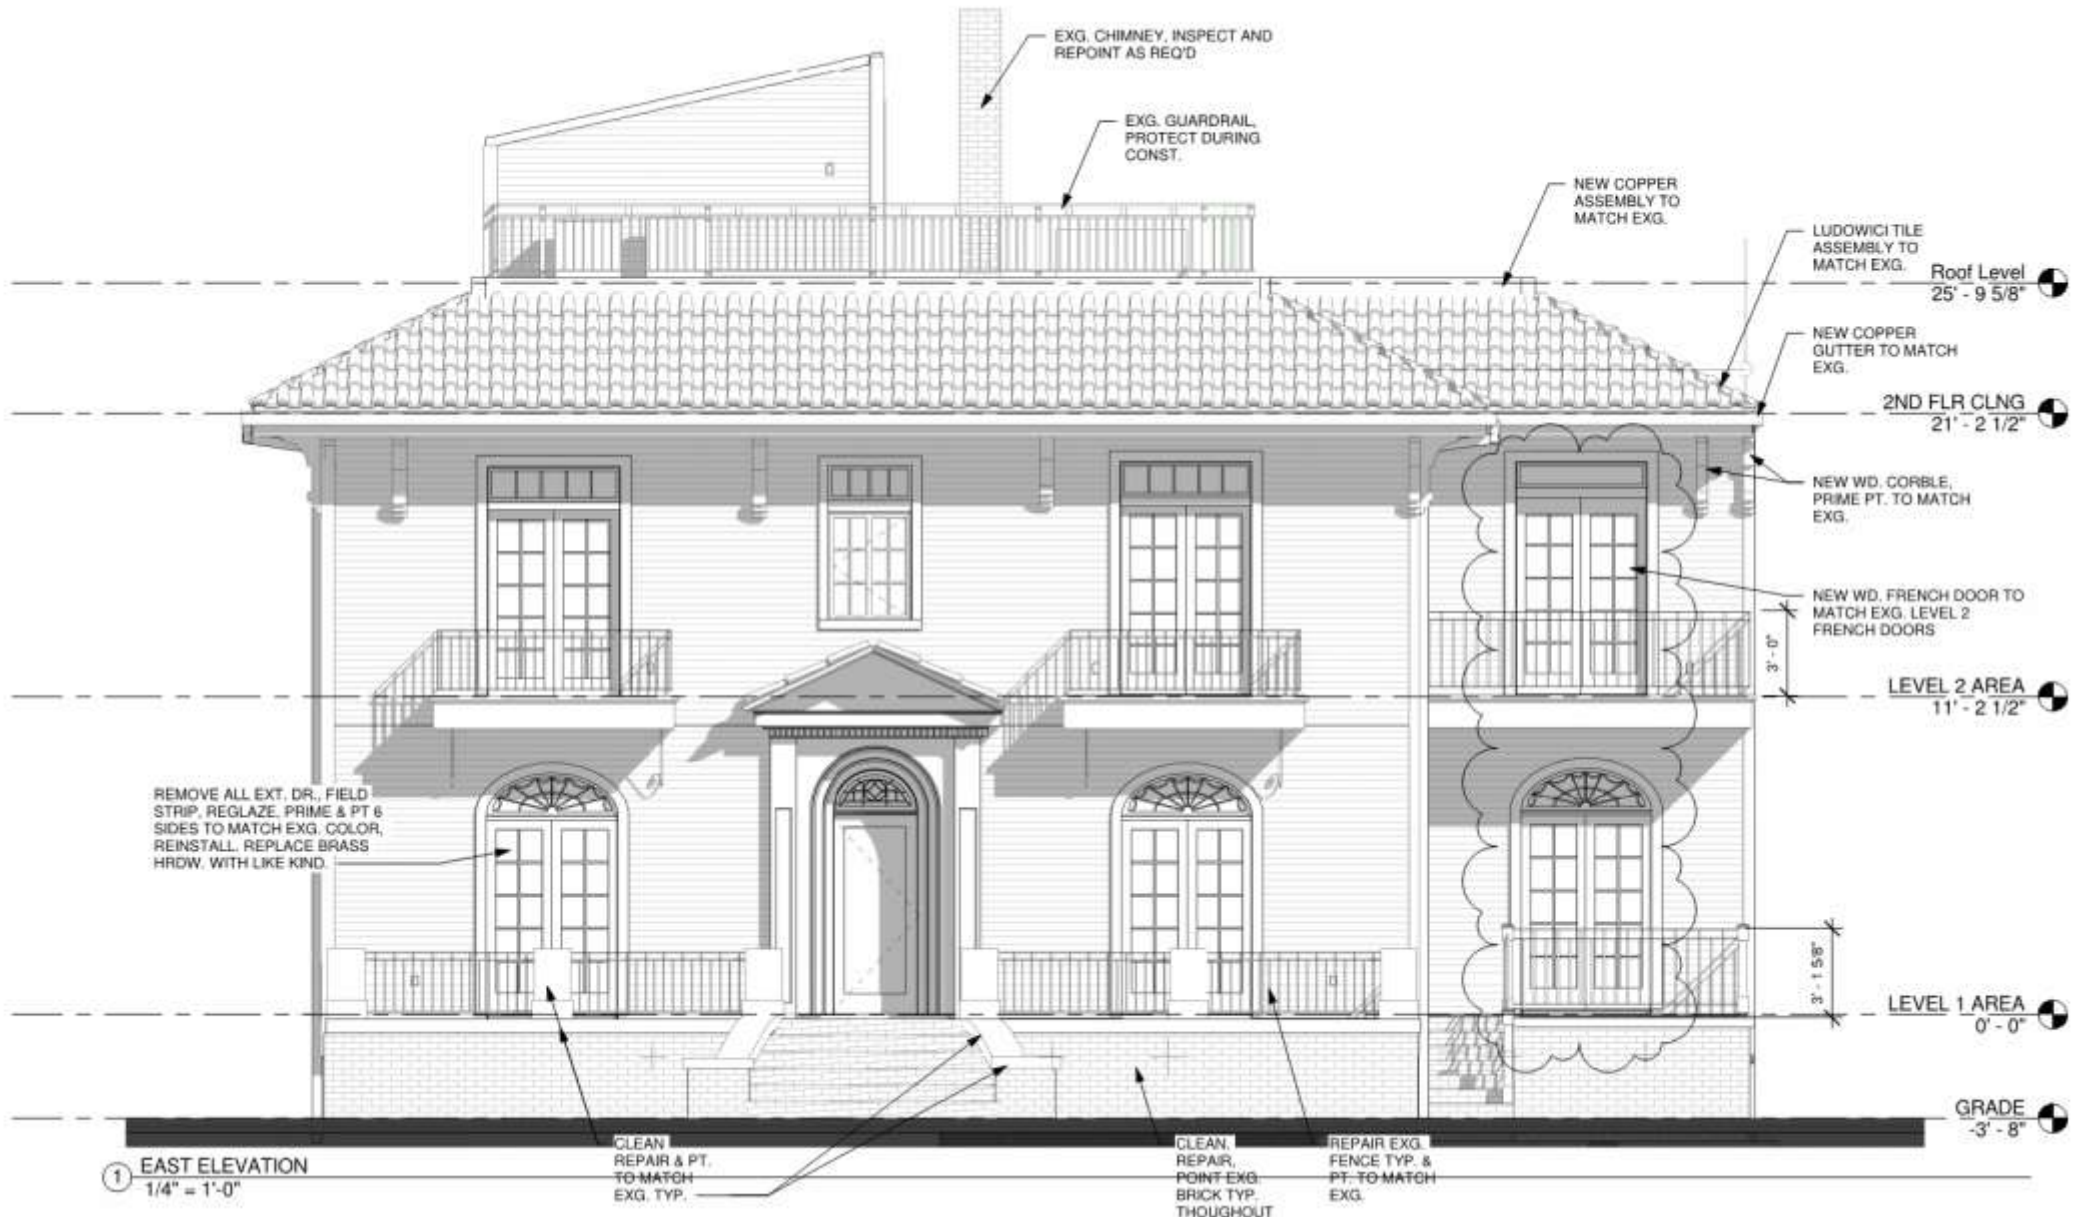 EXG. CHIMNEY, INSPECT AND
REPOINT AS REQ'D
EXG. GUARDRAIL,
PROTECT DURING
CONST.
NEW COPPER
ASSEMBLY TO
MATCH EXG.
LUDOWICI TILE
ASSEMBLY TO
MATCH EXG.
Roof Level
25' - 9 5/8"
NEW COPPER
GUTTER TO MATCH
EXG.
2ND FLR CLNG
21' - 2 1/2"
NEW WD. CORBLE,
PRIME PT. TO MATCH
EXG.
NEW WD. FRENCH DOOR TO
MATCH EXG. LEVEL 2
FRENCH DOORS
3' - 0"
LEVEL 2 AREA
11' - 2 1/2"
REMOVE ALL EXT. DR., FIELD
STRIP, REGLAZE, PRIME & PT 6
SIDES TO MATCH EXG. COLOR,
REINSTALL. REPLACE BRASS
HRDW. WITH LIKE KIND.
3' - 1 5/8"
LEVEL 1 AREA
0' - 0"
GRADE
-3' - 8"
CLEAN
REPAIR & PT.
TO MATCH
EXG. TYP.
CLEAN,
REPAIR,
POINT EXG.
BRICK TYP.
THOUGHOUT
REPAIR EXG.
FENCE TYP. &
PT. TO MATCH
EXG.
1 EAST ELEVATION
1/4" = 1'-0"